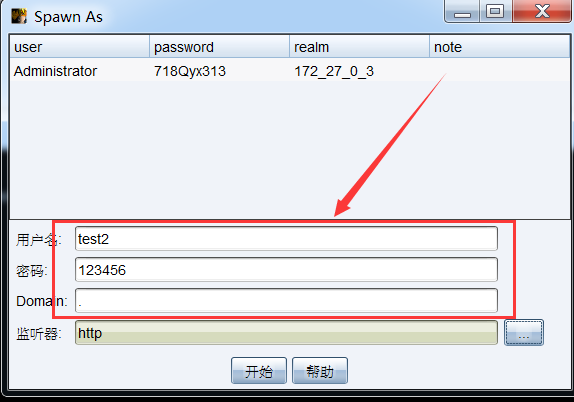 Spawn As
user password realm note
Administrator 718Qyx313 172_27_0_3
用户名: test2
密码: 123456
Domain: .
监听器: http ...
开始 帮助